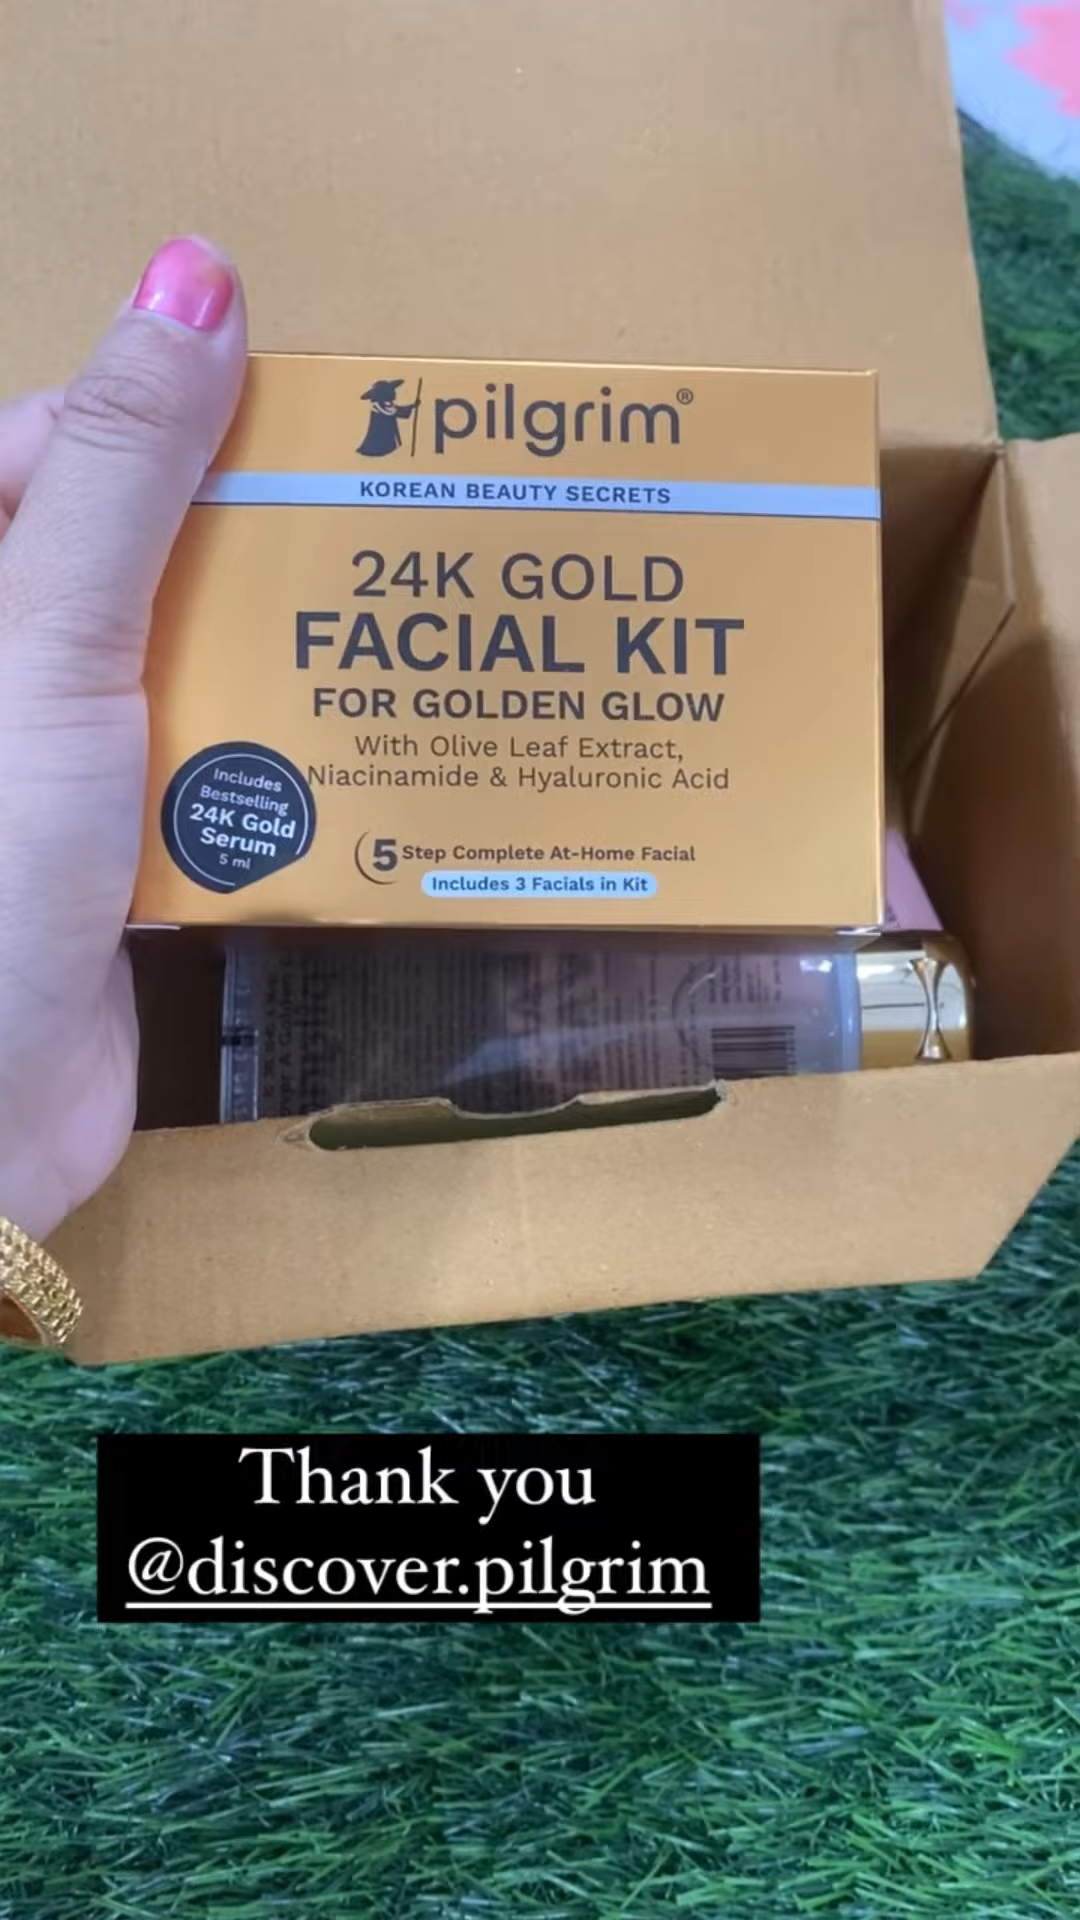 pilgrim®
KOREAN BEAUTY SECRETS
24K GOLD
FACIAL KIT
FOR GOLDEN GLOW
With Olive Leaf Extract,
Niacinamide & Hyaluronic Acid
Includes
Bestselling
24K Gold
Serum
5 ml
5 Step Complete At-Home Facial
Includes 3 Facials in Kit
Thank you
@discover.pilgrim